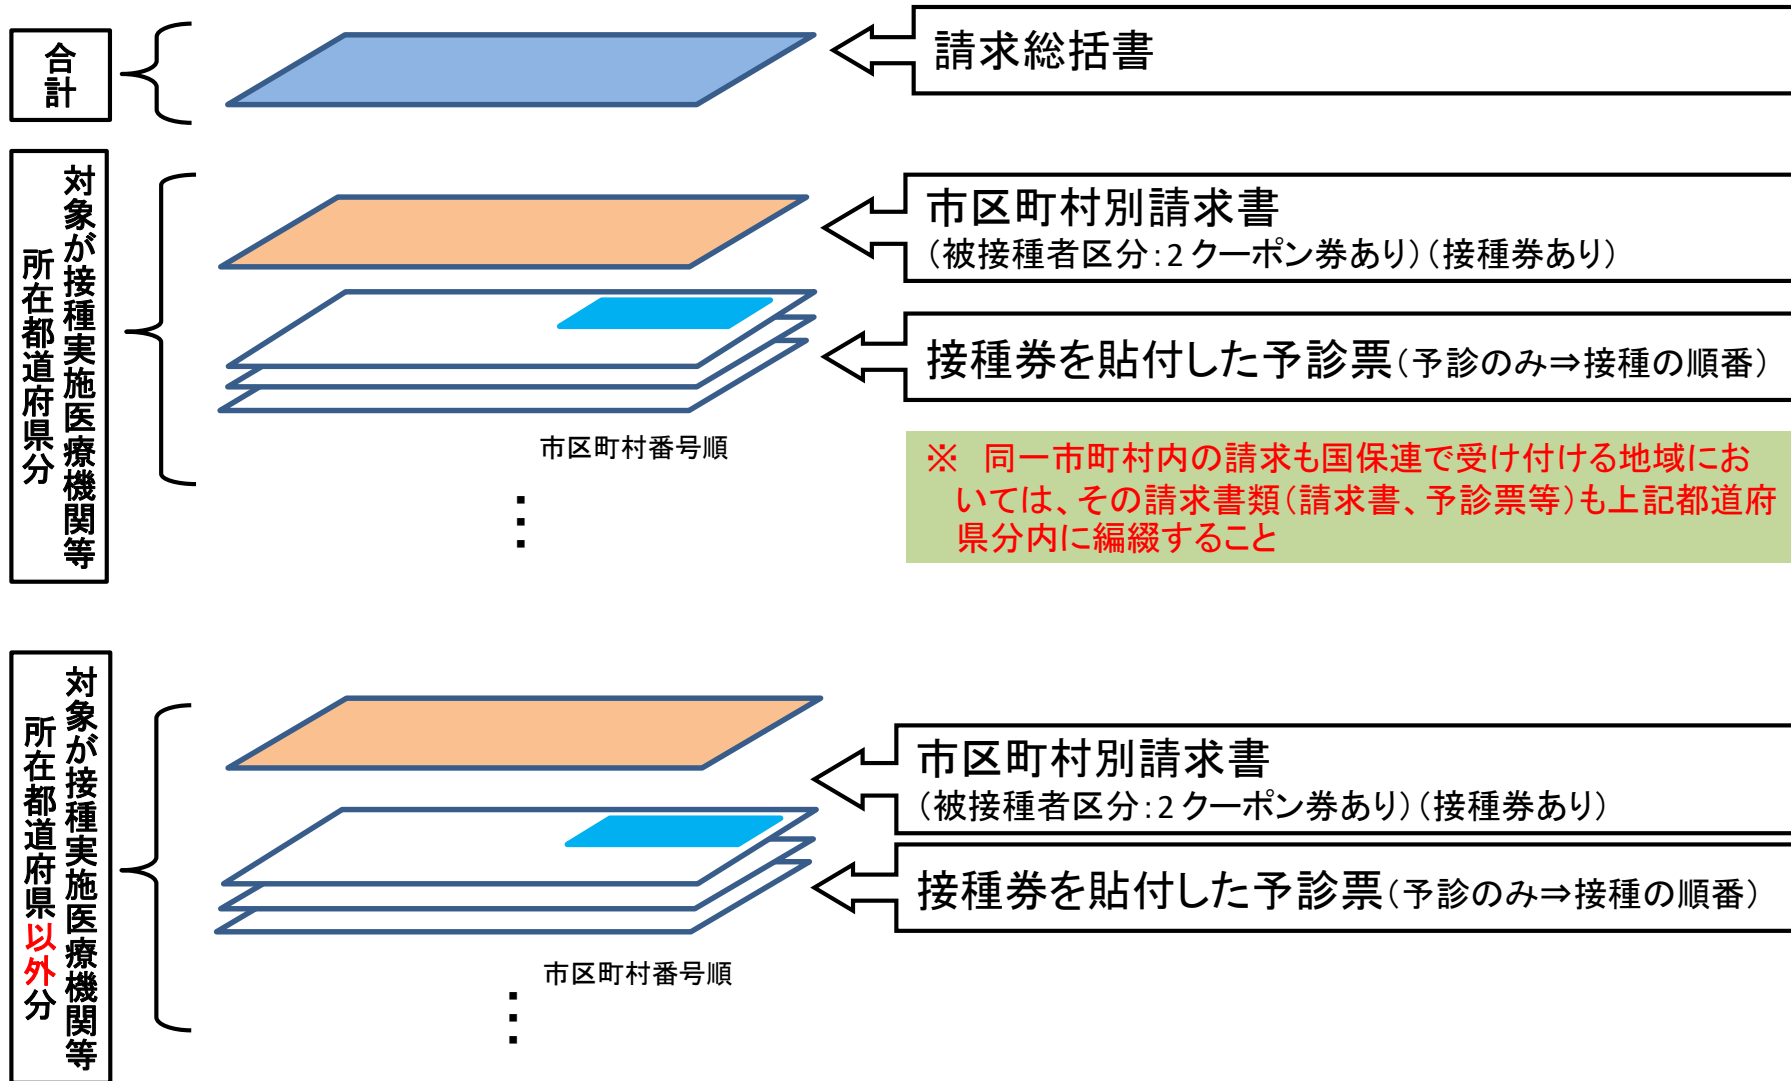 合計
請求総括書
対象が接種実施医療機関等
所在都道府県分
市区町村別請求書
（被接種者区分：2 クーポン券あり）（接種券あり）
接種券を貼付した予診票（予診のみ⇒接種の順番）
市区町村番号順
※　同一市町村内の請求も国保連で受け付ける地域にお
いては、その請求書類（請求書、予診票等）も上記都道府
県分内に編綴すること
対象が接種実施医療機関等
所在都道府県以外分
市区町村別請求書
（被接種者区分：2 クーポン券あり）（接種券あり）
接種券を貼付した予診票（予診のみ⇒接種の順番）
市区町村番号順